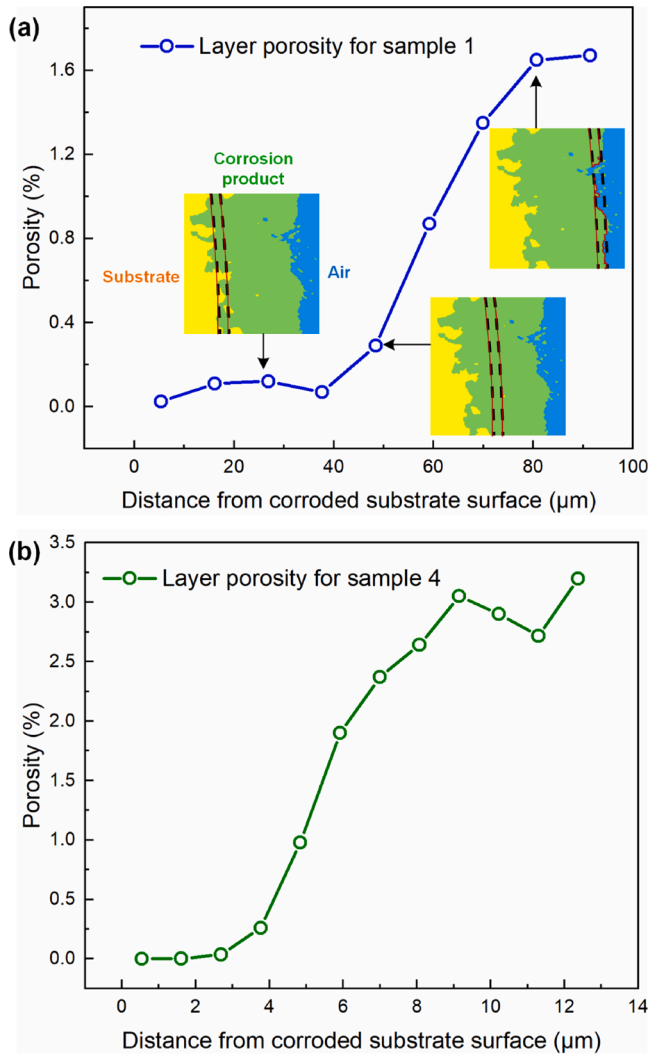 (a)
Layer porosity for sample 1
1.6
1.2
0.8
0.4
0.0
Porosity (%)
Corrosion
product
Substrate
Air
0 20 40 60 80 100
Distance from corroded substrate surface (μm)
(b)
Layer porosity for sample 4
3.5
3.0
2.5
2.0
1.5
1.0
0.5
0.0
Porosity (%)
0 2 4 6 8 10 12 14
Distance from corroded substrate surface (μm)